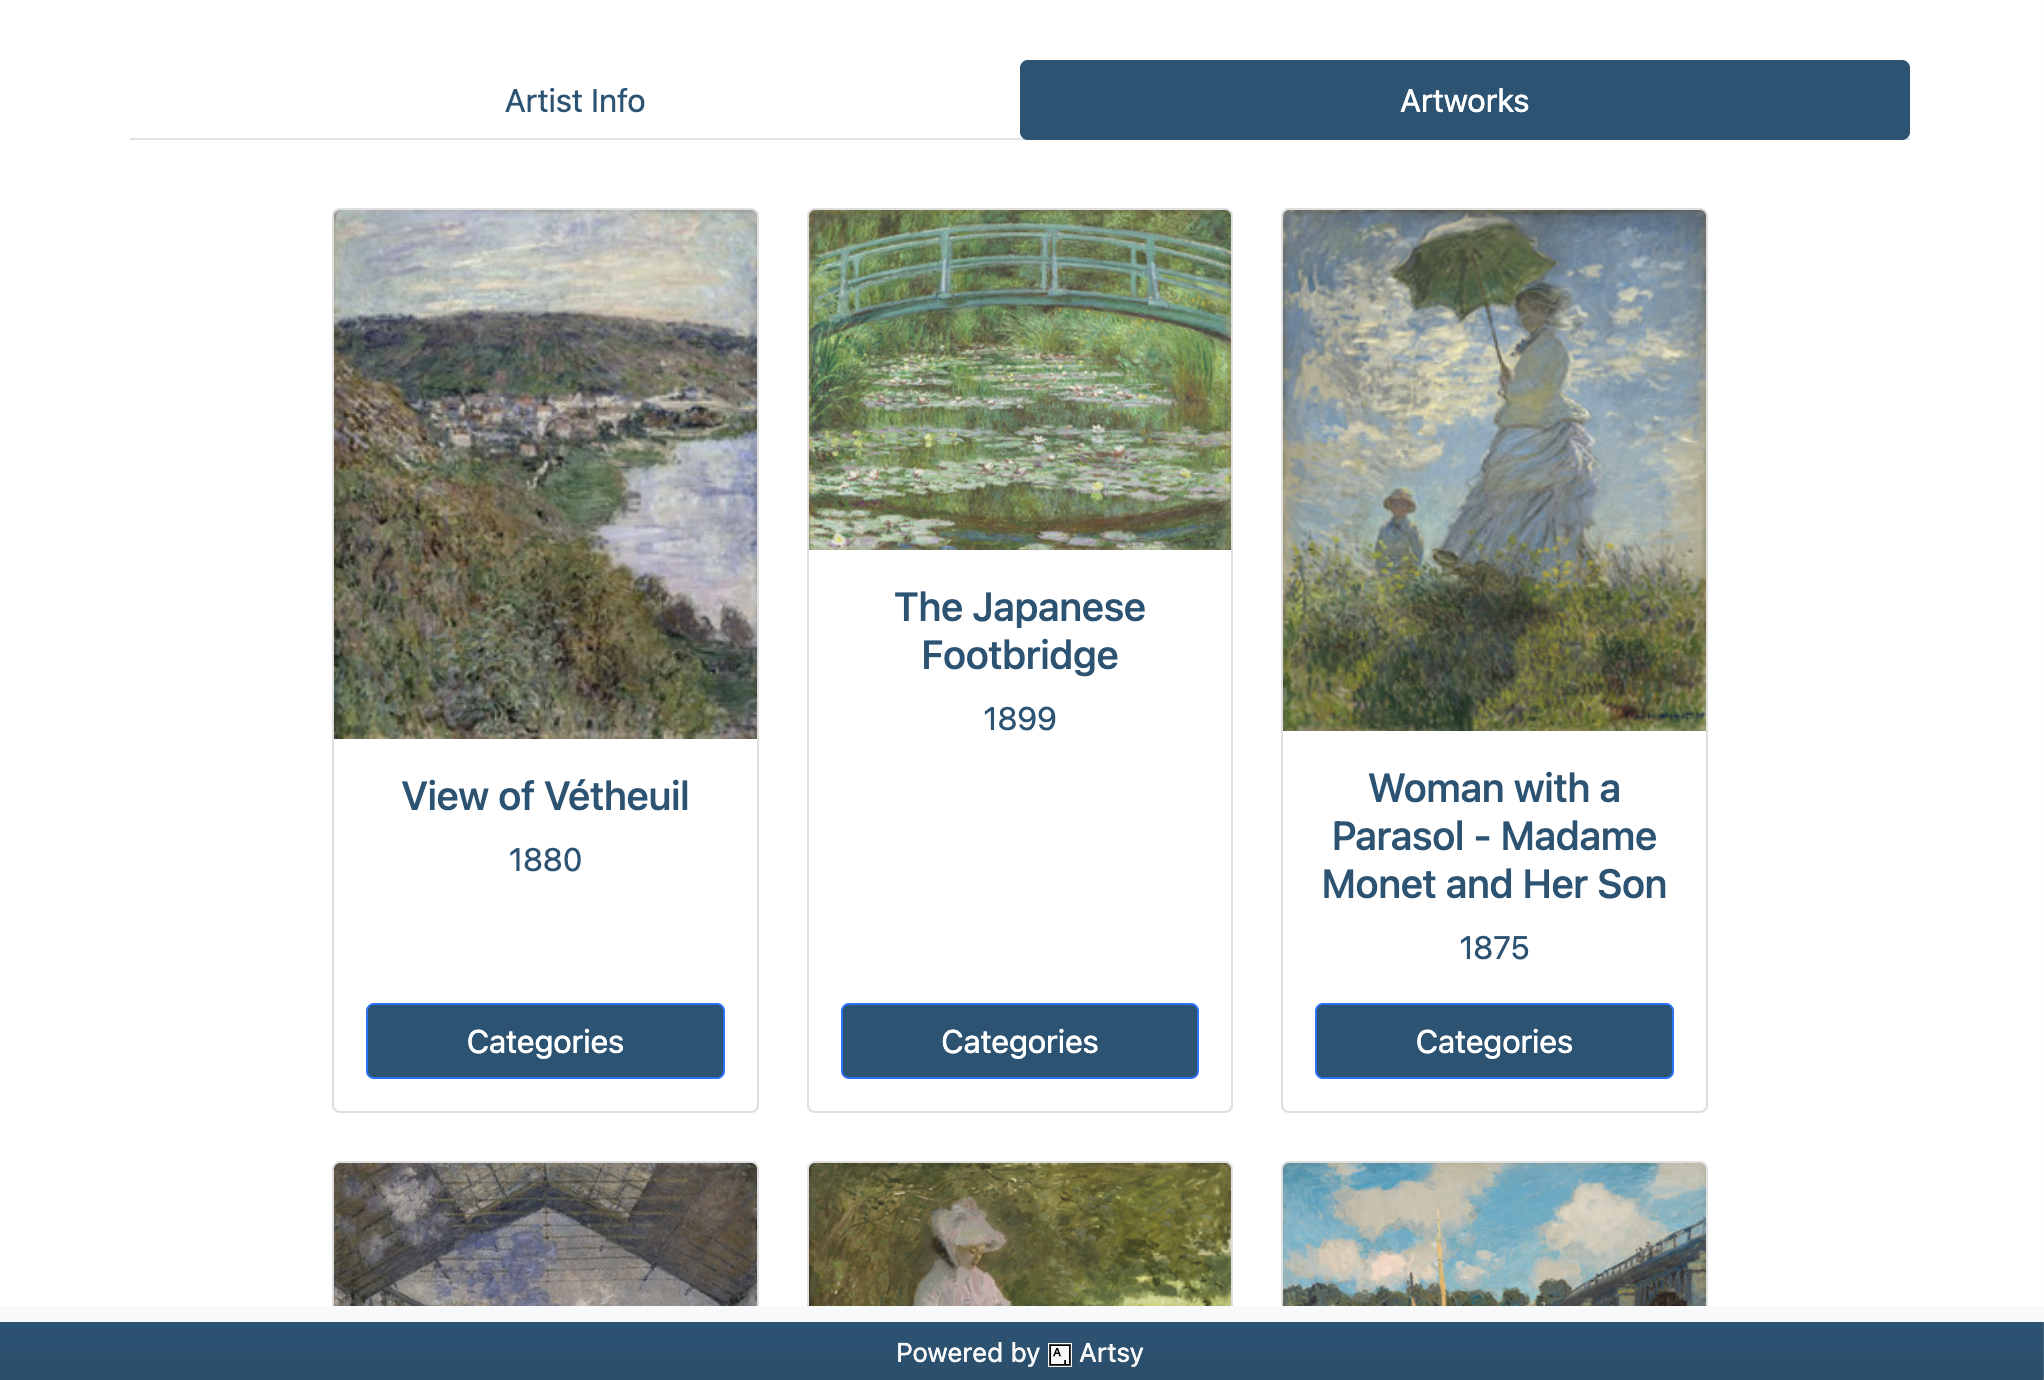 Artist Info
Artworks
View of Vétheuil
1880
Categories
The Japanese
Footbridge
1899
Categories
Woman with a
Parasol - Madame
Monet and Her Son
1875
Categories
Powered by A Artsy